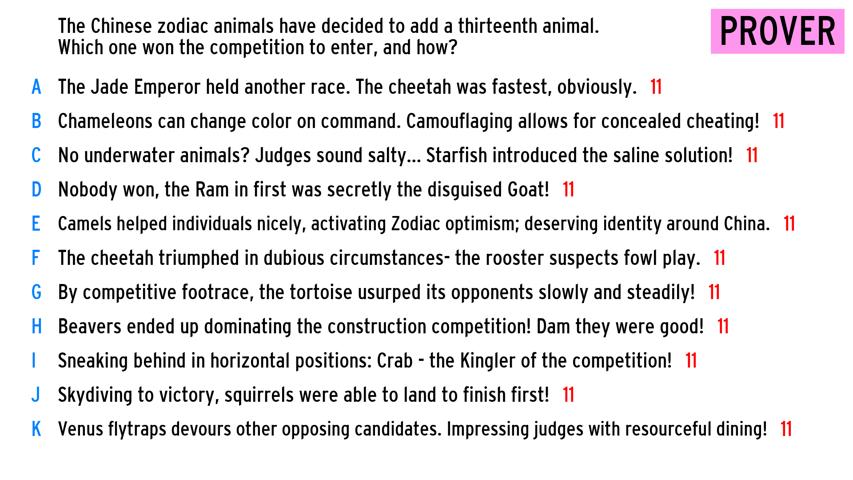 The Chinese zodiac animals have decided to add a thirteenth animal.
Which one won the competition to enter, and how?
PROVER
A The Jade Emperor held another race. The cheetah was fastest, obviously. 11
B Chameleons can change color on command. Camouflaging allows for concealed cheating! 11
C No underwater animals? Judges sound salty... Starfish introduced the saline solution! 11
D Nobody won, the Ram in first was secretly the disguised Goat! 11
E Camels helped individuals nicely, activating Zodiac optimism; deserving identity around China. 11
F The cheetah triumphed in dubious circumstances- the rooster suspects fowl play. 11
G By competitive footrace, the tortoise usurped its opponents slowly and steadily! 11
H Beavers ended up dominating the construction competition! Dam they were good! 11
I Sneaking behind in horizontal positions: Crab - the Kingler of the competition! 11
J Skydiving to victory, squirrels were able to land to finish first! 11
K Venus flytraps devours other opposing candidates. Impressing judges with resourceful dining! 11